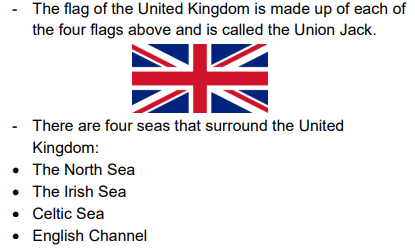 - The flag of the United Kingdom is made up of each of
the four flags above and is called the Union Jack.
- There are four seas that surround the United
Kingdom:
• The North Sea
• The Irish Sea
• Celtic Sea
• English Channel